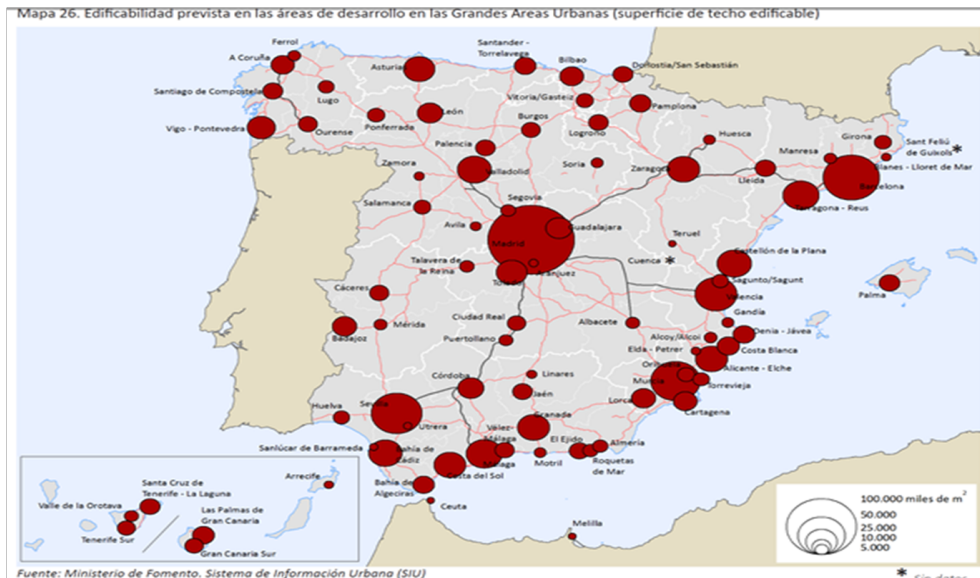 Mapa 26. Edificabilidad prevista en las áreas de desarrollo en las Grandes Areas Urbanas (superficie de techo edificable)
Ferrol
A Coruña
Santiago de Compostela
Lugo
Vigo - Pontevedra
Ourense
Asturias
Ponferrada
León
Santander -
Torrelavega
Bilbao
Donostia/San Sebastián
Vitoria/Gasteiz
Pamplona
Burgos
Logroño
Palencia
Huesca
Girona
Sant Feliú
de Guixols *
Manresa
Blanes - Lloret de Mar
Barcelona
Zamora
Valladolid
Soria
Zaragoza
Lleida
Tarragona - Reus
Salamanca
Segovia
Avila
Madrid
Guadalajara
Teruel
Talavera de
la Reina
Toledo
Aranjuez
Cuenca *
Castellón de la Plana
Sagunto/Sagunt
Valencia
Palma
Cáceres
Gandía
Badajoz
Mérida
Ciudad Real
Puertollano
Albacete
Alcoy/Alcoi
Denia - Jávea
Elda - Petrer
Costa Blanca
Alicante - Elche
Orihuela
Torrevieja
Murcia
Cartagena
Lorca
Córdoba
Linares
Jaén
Huelva
Sevilla
Utrera
Granada
Sanlúcar de Barrameda
Bahía de
Cádiz
Vélez-
Málaga
Málaga
Costa del Sol
Motril
El Ejido
Roquetas
de Mar
Almería
Bahía de
Algeciras
Ceuta
Melilla
Arrecife
Santa Cruz de
Tenerife - La Laguna
Valle de la Orotava
Tenerife Sur
Las Palmas de
Gran Canaria
Gran Canaria Sur
100.000 miles de m²
50.000
25.000
10.000
5.000
Fuente: Ministerio de Fomento. Sistema de Información Urbana (SIU)
* Sin datos